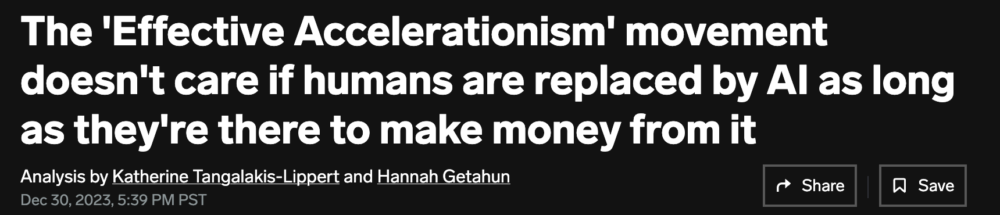 The 'Effective Accelerationism' movement
doesn't care if humans are replaced by AI as long
as they're there to make money from it
Analysis by Katherine Tangalakis-Lippert and Hannah Getahun
Dec 30, 2023, 5:39 PM PST
Share
Save